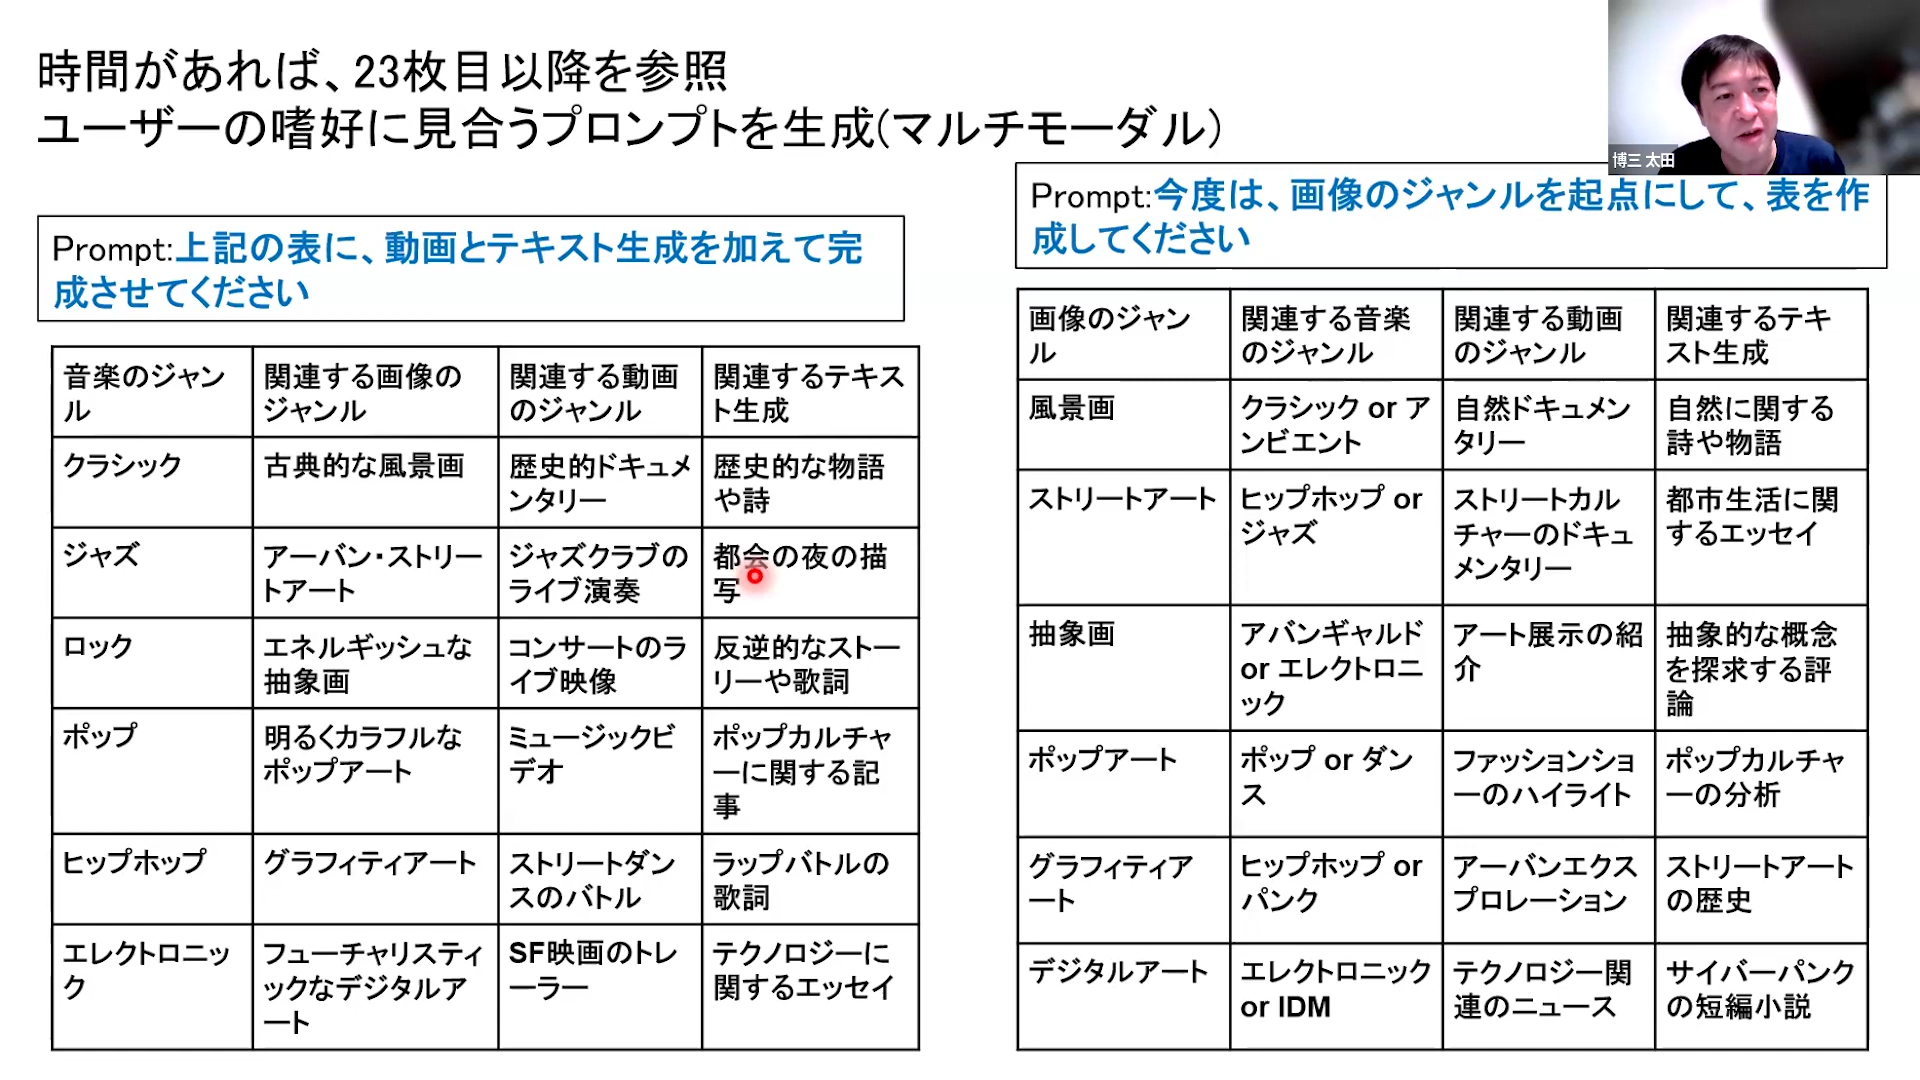 時間があれば、23枚目以降を参照
ユーザーの嗜好に見合うプロンプトを生成(マルチモーダル)
博三 太田
Prompt:上記の表に、動画とテキスト生成を加えて完
成させてください
音楽のジャン
ル
関連する画像の
ジャンル
関連する動画
のジャンル
関連するテキス
ト生成
クラシック
古典的な風景画
歴史的ドキュメ
ンタリー
歴史的な物語
や詩
ジャズ
アーバン・ストリー
トアート
ジャズクラブの
ライブ演奏
都会の夜の描
写
ロック
エネルギッシュな
抽象画
コンサートのラ
イブ映像
反逆的なストー
リーや歌詞
ポップ
明るくカラフルな
ポップアート
ミュージックビ
デオ
ポップカルチャ
ーに関する記
事
ヒップホップ
グラフィティアート
ストリートダン
スのバトル
ラップバトルの
歌詞
エレクトロニッ
ク
フューチャリスティ
ックなデジタルア
ート
SF映画のトレ
ーラー
テクノロジーに
関するエッセイ
Prompt:今度は、画像のジャンルを起点にして、表を作
成してください
画像のジャン
ル
関連する音楽
のジャンル
関連する動画
のジャンル
関連するテキ
スト生成
風景画
クラシック or ア
ンビエント
自然ドキュメン
タリー
自然に関する
詩や物語
ストリートアート
ヒップホップ or
ジャズ
ストリートカル
チャーのドキュ
メンタリー
都市生活に関
するエッセイ
抽象画
アバンギャルド
or エレクトロニ
ック
アート展示の紹
介
抽象的な概念
を探求する評
論
ポップアート
ポップ or ダン
ス
ファッションショ
ーのハイライト
ポップカルチャ
ーの分析
グラフィティア
ート
ヒップホップ or
パンク
アーバンエクス
プロレーション
ストリートアート
の歴史
デジタルアート
エレクトロニック
or IDM
テクノロジー関
連のニュース
サイバーパンク
の短編小説